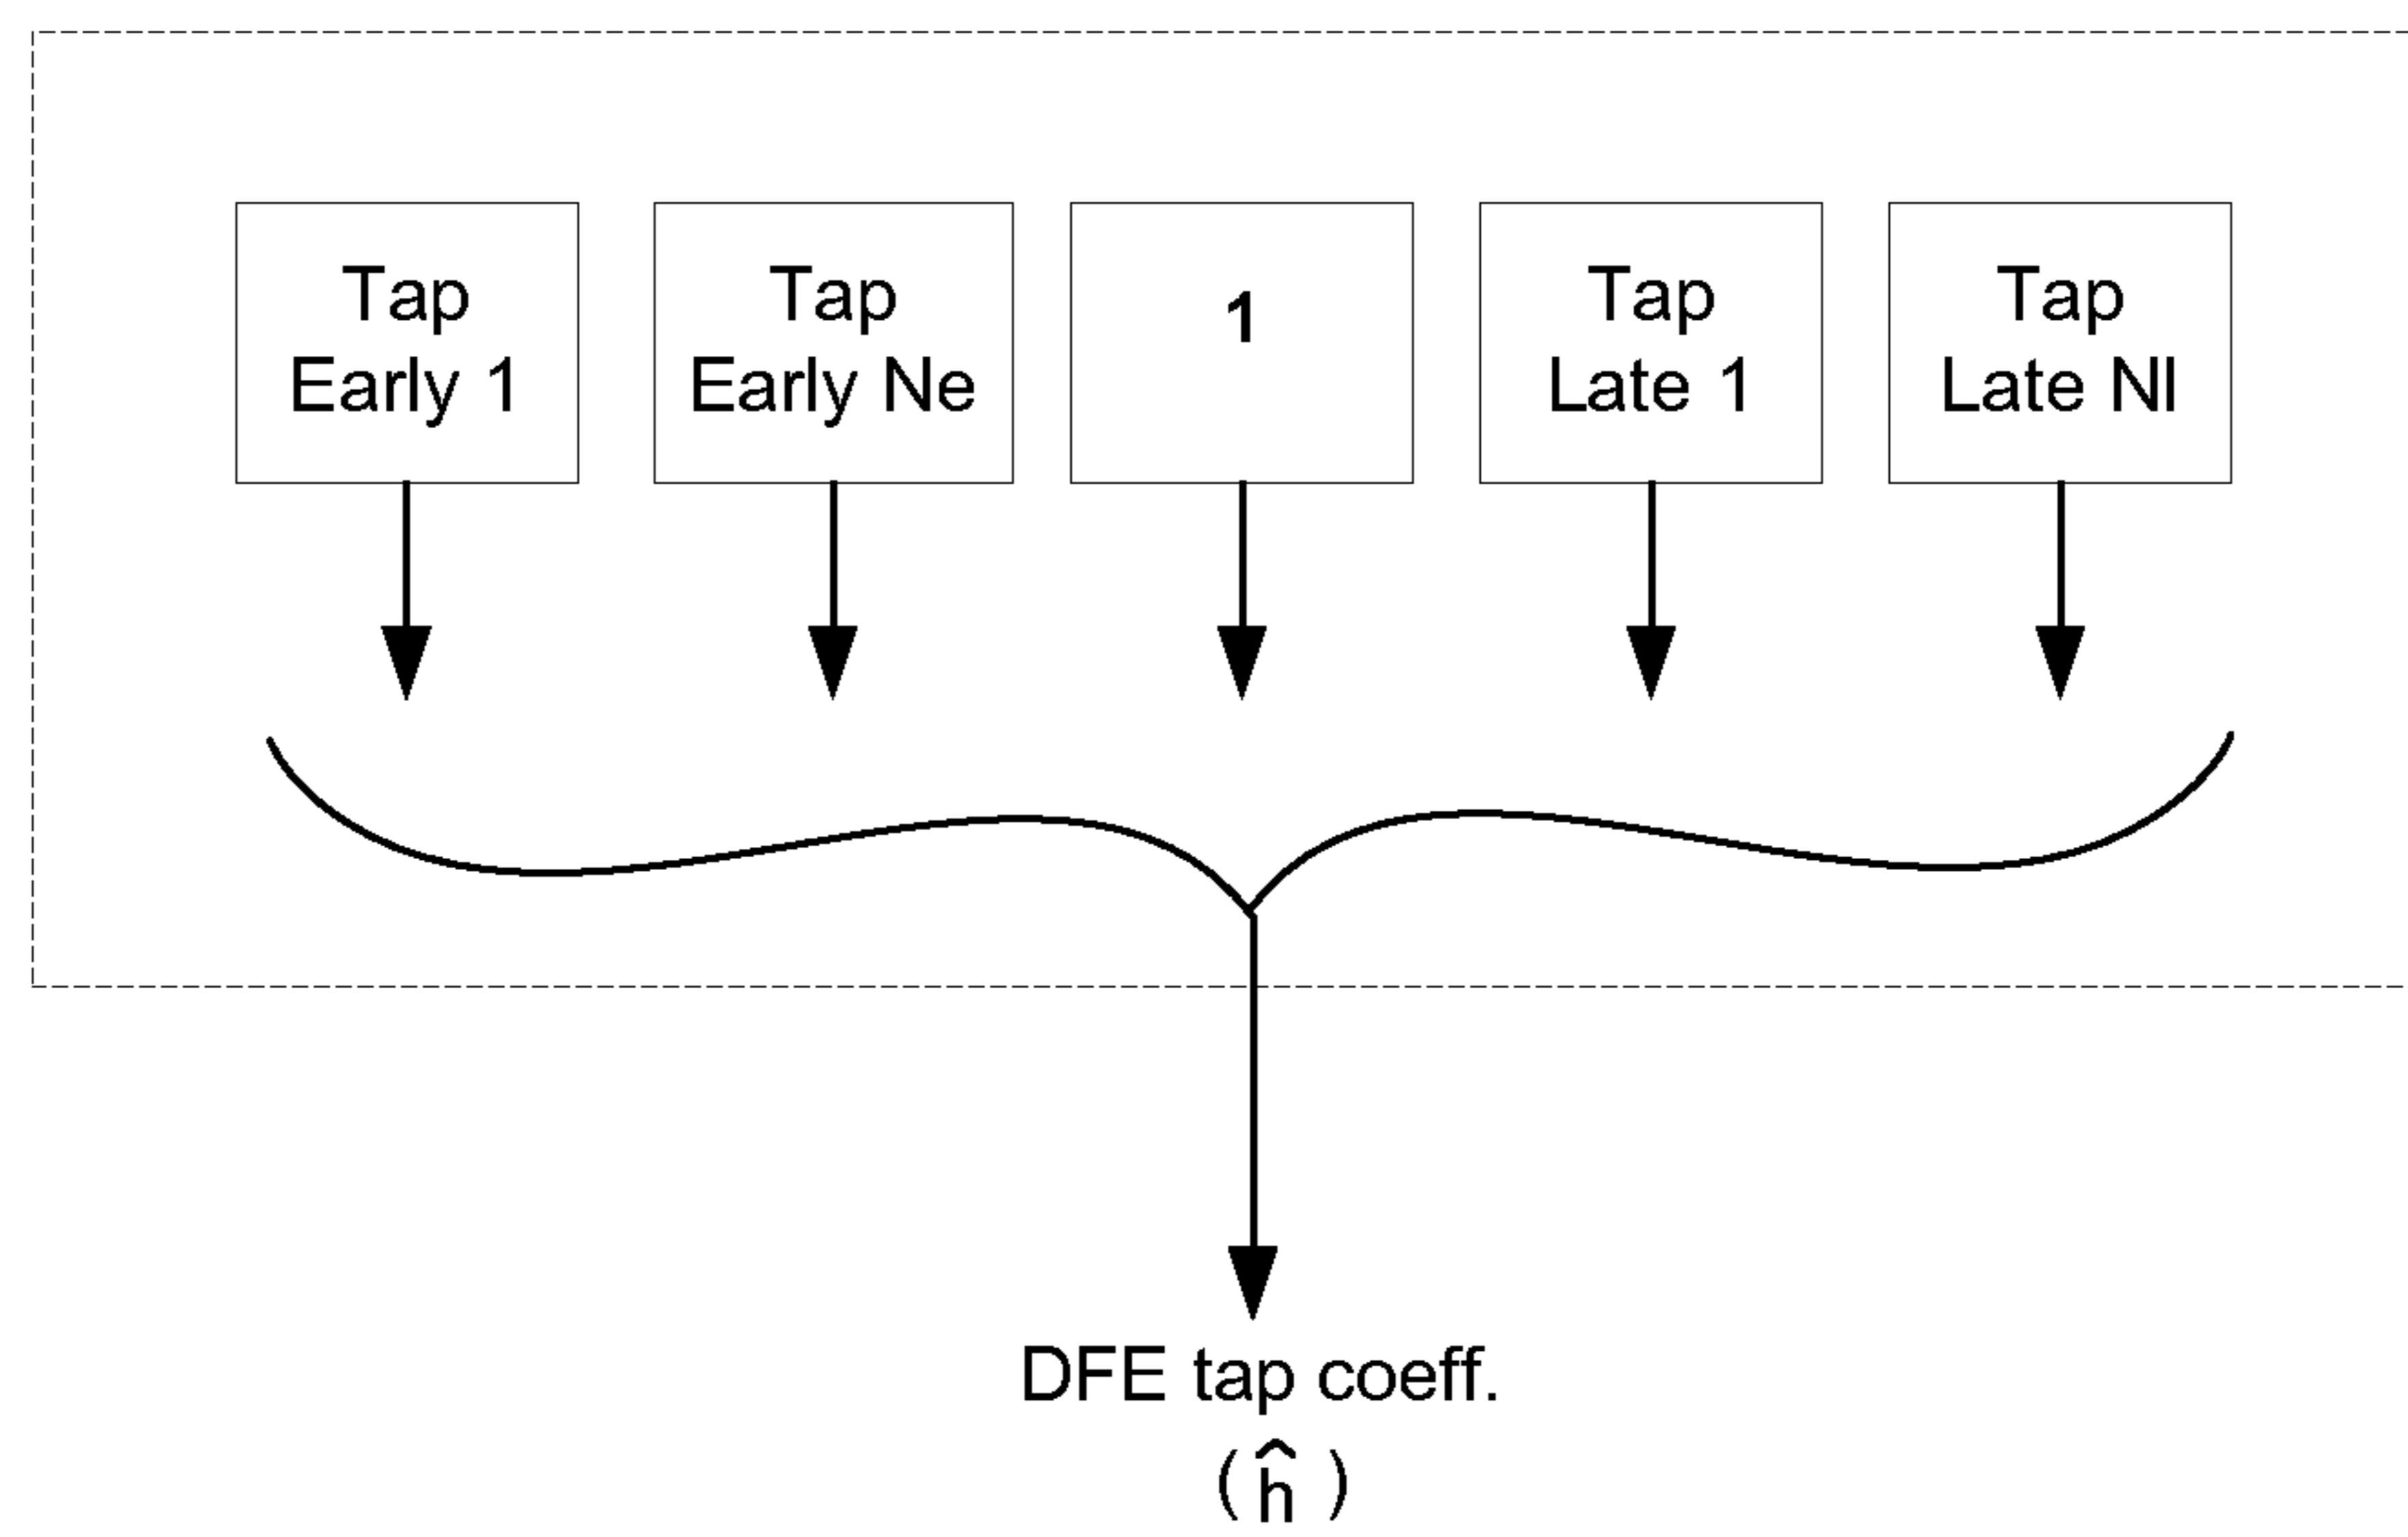 Tap
Early 1
Tap
Early Ne
1
Tap
Late 1
Tap
Late Nl
DFE tap coeff.
(ĥ)